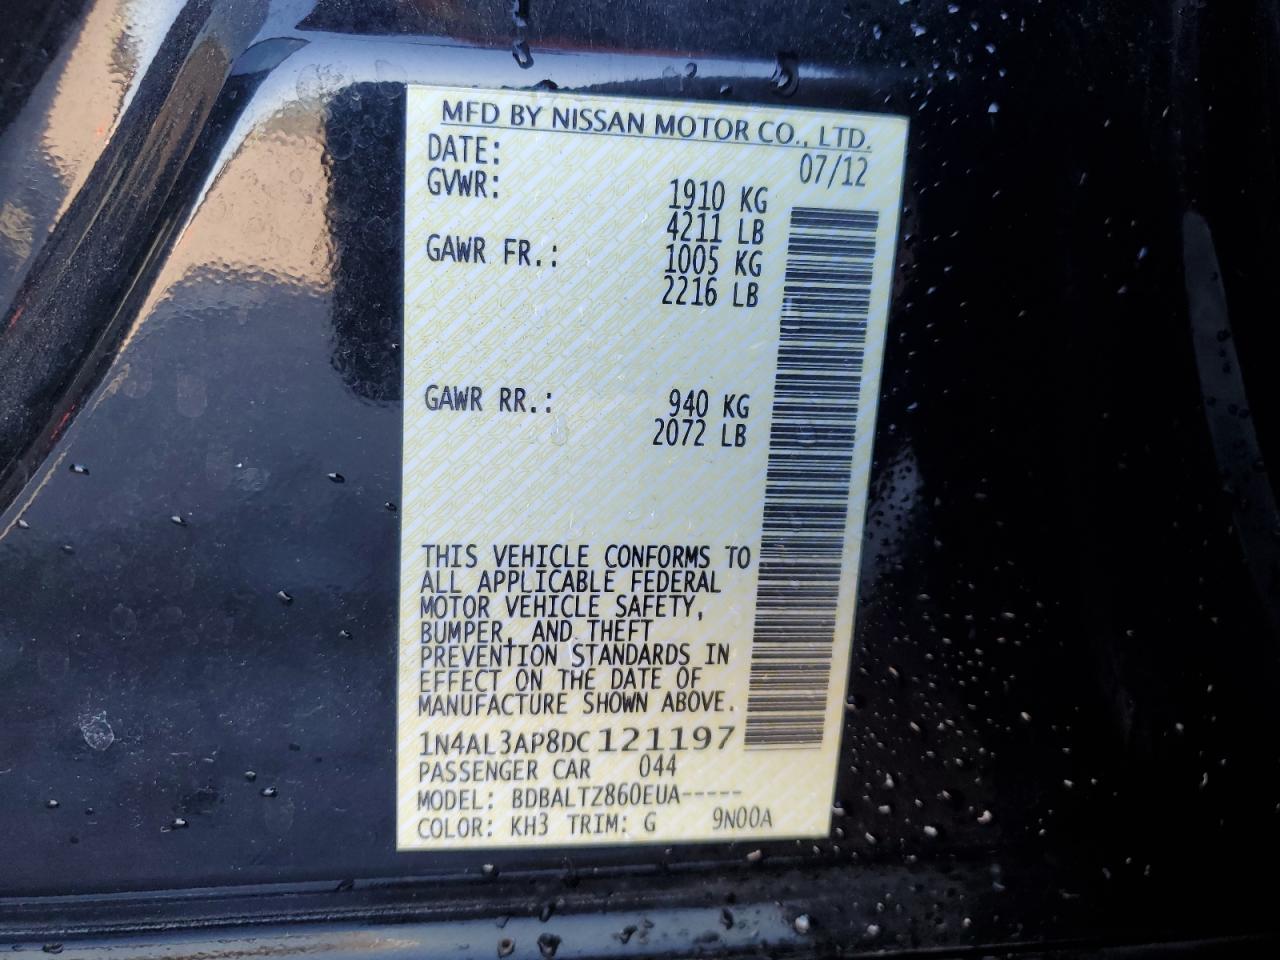 MFD BY NISSAN MOTOR CO., LTD.
DATE: 07/12
GVWR: 1910 KG
4211 LB
GAWR FR.: 1005 KG
2216 LB
GAWR RR.: 940 KG
2072 LB
THIS VEHICLE CONFORMS TO
ALL APPLICABLE FEDERAL
MOTOR VEHICLE SAFETY,
BUMPER, AND THEFT
PREVENTION STANDARDS IN
EFFECT ON THE DATE OF
MANUFACTURE SHOWN ABOVE.
1N4AL3AP8DC121197
PASSENGER CAR 044
MODEL: BDBALTZ860EUA-----
COLOR: KH3 TRIM: G 9N00A